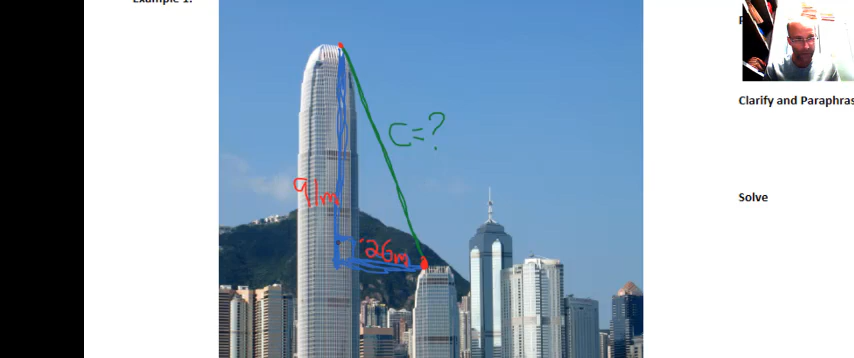 Example 1:
C=?
91m
26m
P
Clarify and Paraphras
Solve